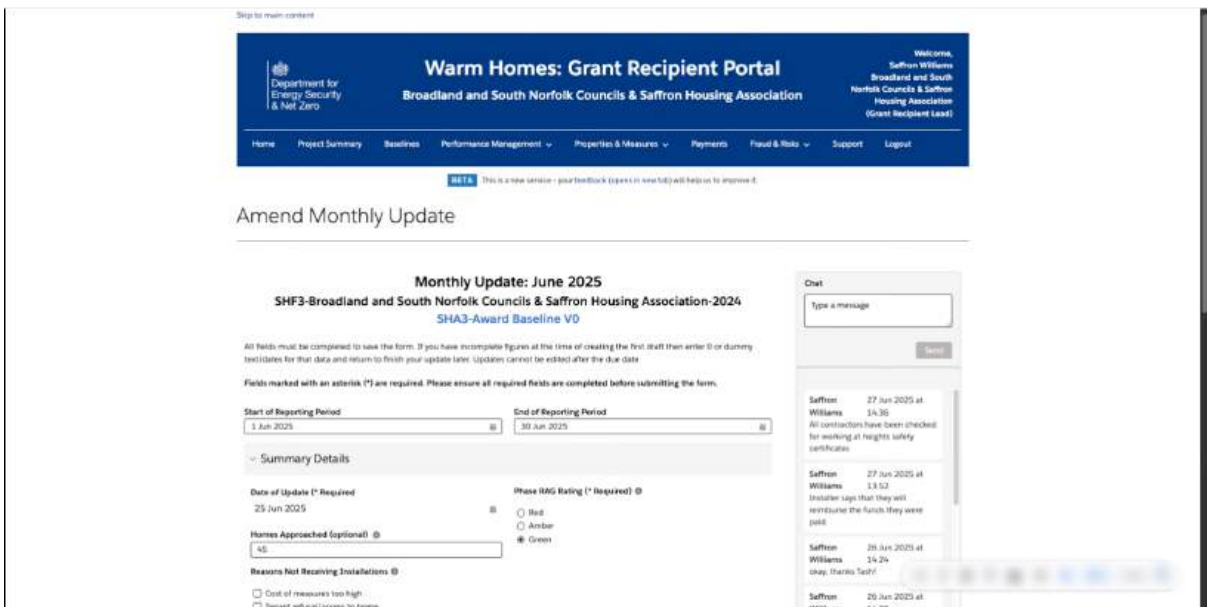 Skip to main content
Department for
Energy Security
& Net Zero
Warm Homes: Grant Recipient Portal
Broadland and South Norfolk Councils & Saffron Housing Association
Welcome,
Saffron Williams
Broadland and South
Norfolk Councils & Saffron
Housing Association
(Grant Recipient Lead)
Home Project Summary Baselines Performance Management Properties & Measures Payments Fraud & Risks Support Logout
BETA This is a new service - your feedback (opens in new tab) will help us to improve it.
Amend Monthly Update
Monthly Update: June 2025
SHF3-Broadland and South Norfolk Councils & Saffron Housing Association-2024
SHA3-Award Baseline V0
All fields must be completed to save the form. If you have incomplete figures at the time of creating the first draft then enter 0 or dummy
text/dates for that data and return to finish your update later. Updates cannot be edited after the due date
Fields marked with an asterisk (*) are required. Please ensure all required fields are completed before submitting the form.
Start of Reporting Period
1 Jun 2025
End of Reporting Period
30 Jun 2025
Summary Details
Date of Update (* Required
25 Jun 2025
Phase RAG Rating (* Required)
Red
Amber
Green
Homes Approached (optional)
45
Reasons Not Receiving Installations
Cost of measures too high
Tenant refusal/access to home
Chat
Type a message
Send
Saffron Williams 27 Jun 2025 at 14:36
All contractors have been checked
for working at heights safety
certificates
Saffron Williams 27 Jun 2025 at 13:52
Installer says that they will
reimburse the funds they were
paid
Saffron Williams 26 Jun 2025 at 14:24
okay, thanks Tash!
Saffron 26 Jun 2025 at